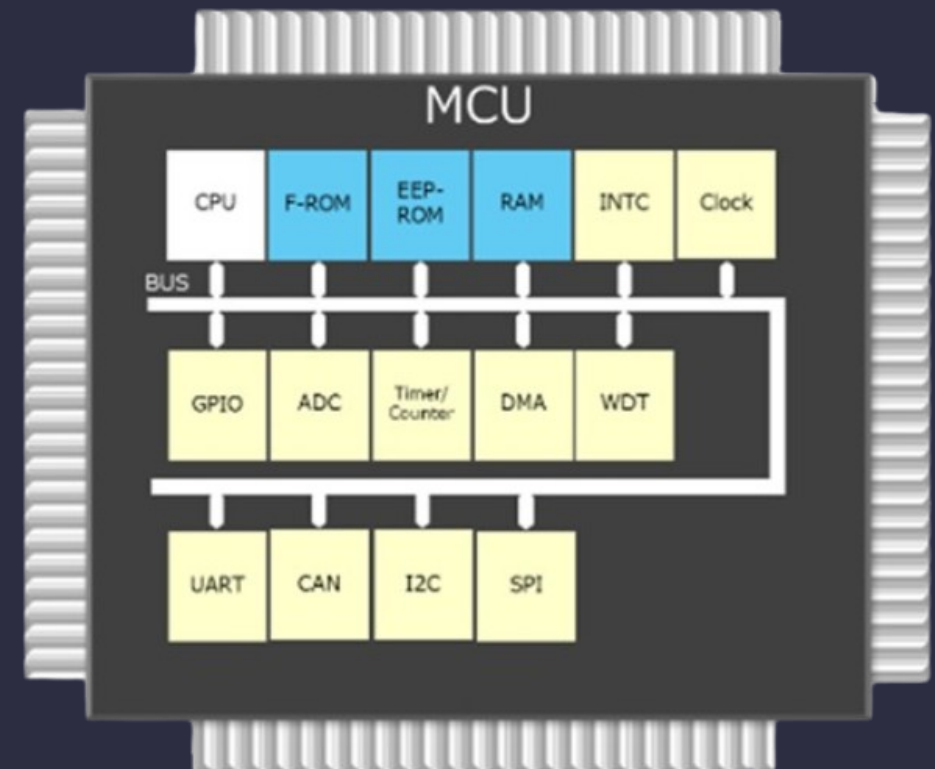 MCU
CPU
F-ROM
EEP-
ROM
RAM
INTC
Clock
BUS
GPIO
ADC
Timer/
Counter
DMA
WDT
UART
CAN
I2C
SPI